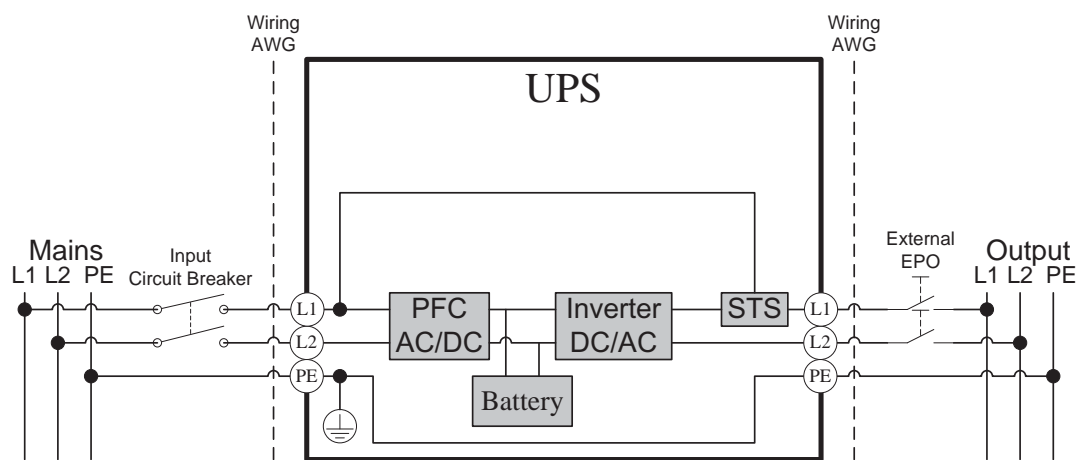 Wiring
AWG
Wiring
AWG
UPS
Mains
L1 L2 PE
Input
Circuit Breaker
External
EPO
Output
L1 L2 PE
L1
PFC
AC/DC
Inverter
DC/AC
STS
L1
L2
L2
PE
Battery
PE